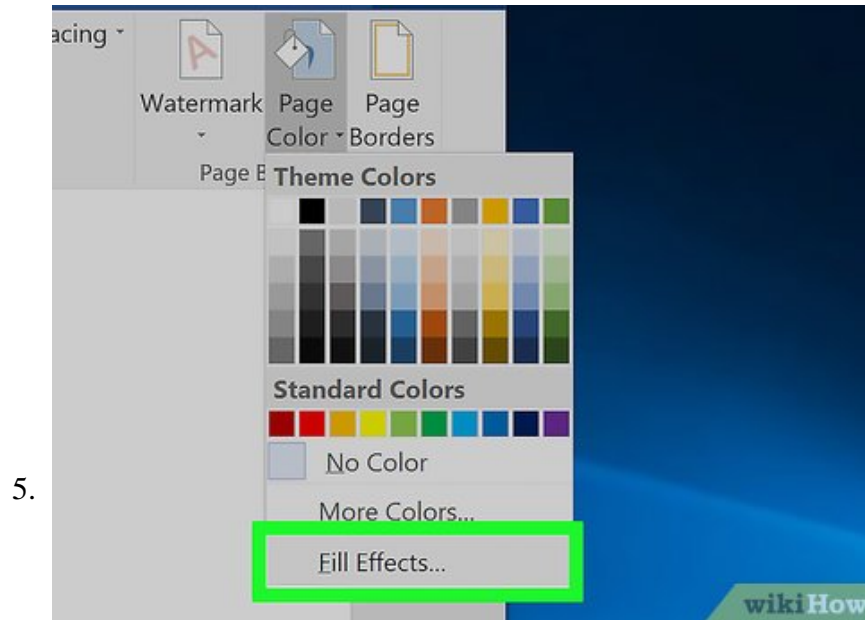 acing
Watermark Page Page
Color Borders
Page B
Theme Colors
Standard Colors
No Color
5.
More Colors...
Fill Effects...
wikiHow